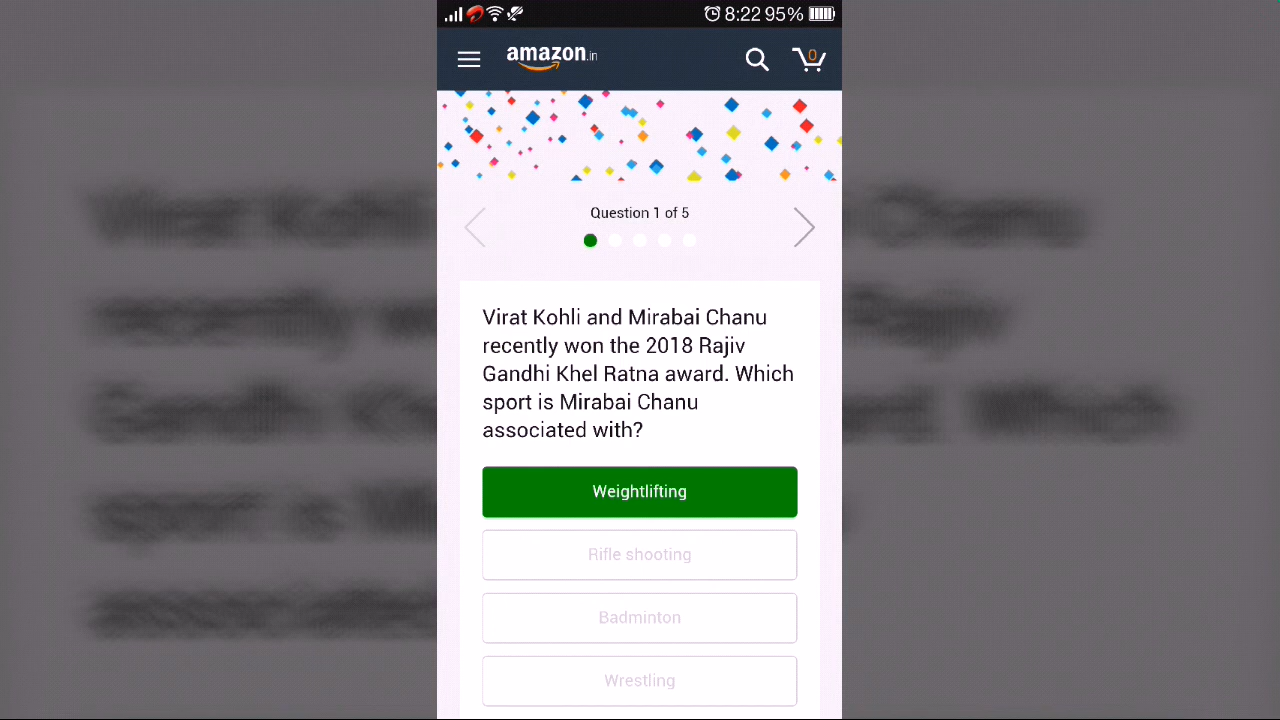 8:22 95%
amazon.in
0
Question 1 of 5
Virat Kohli and Mirabai Chanu
recently won the 2018 Rajiv
Gandhi Khel Ratna award. Which
sport is Mirabai Chanu
associated with?
Weightlifting
Rifle shooting
Badminton
Wrestling